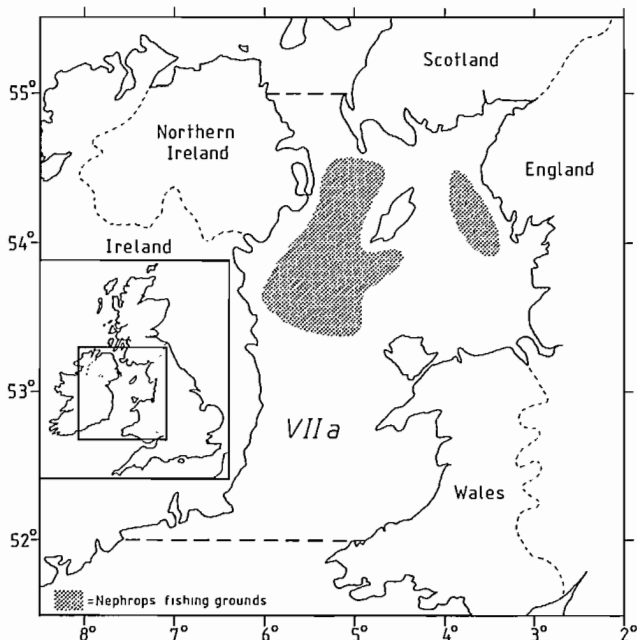 Scotland
55°
Northern
Ireland
England
54°
Ireland
53°
VIIa
Wales
52°
=Nephrops fishing grounds
8° 7° 6° 5° 4° 3° 2°